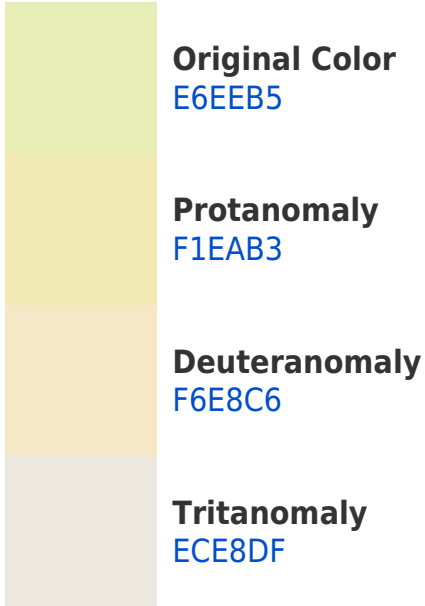 Original Color
E6EEB5
Protanomaly
F1EAB3
Deuteranomaly
F6E8C6
Tritanomaly
ECE8DF